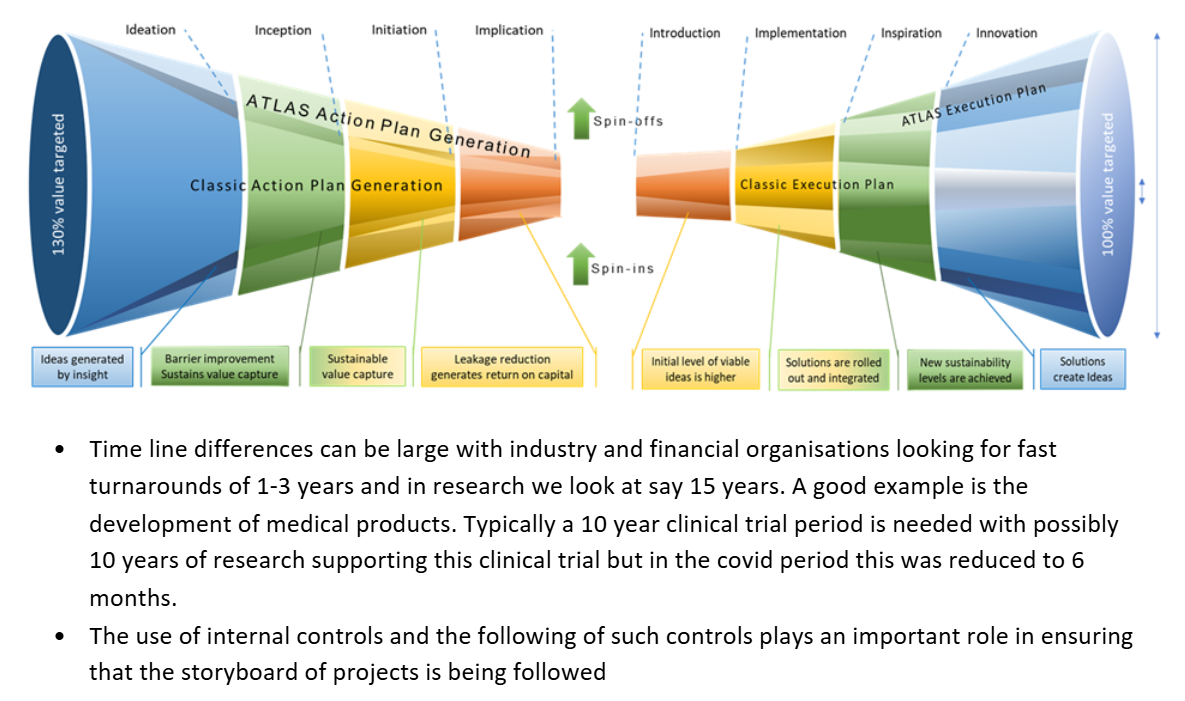 Ideation Inception Initiation Implication Introduction Implementation Inspiration Innovation
ATLAS Action Plan Generation
ATLAS Execution Plan
Spin-offs
130% value targeted
Classic Action Plan Generation
Classic Execution Plan
100% value targeted
Spin-ins
Ideas generated
by insight
Barrier improvement
Sustains value capture
Sustainable
value capture
Leakage reduction
generates return on capital
Initial level of viable
ideas is higher
Solutions are rolled
out and integrated
New sustainability
levels are achieved
Solutions
create Ideas
• Time line differences can be large with industry and financial organisations looking for fast
turnarounds of 1-3 years and in research we look at say 15 years. A good example is the
development of medical products. Typically a 10 year clinical trial period is needed with possibly
10 years of research supporting this clinical trial but in the covid period this was reduced to 6
months.
• The use of internal controls and the following of such controls plays an important role in ensuring
that the storyboard of projects is being followed